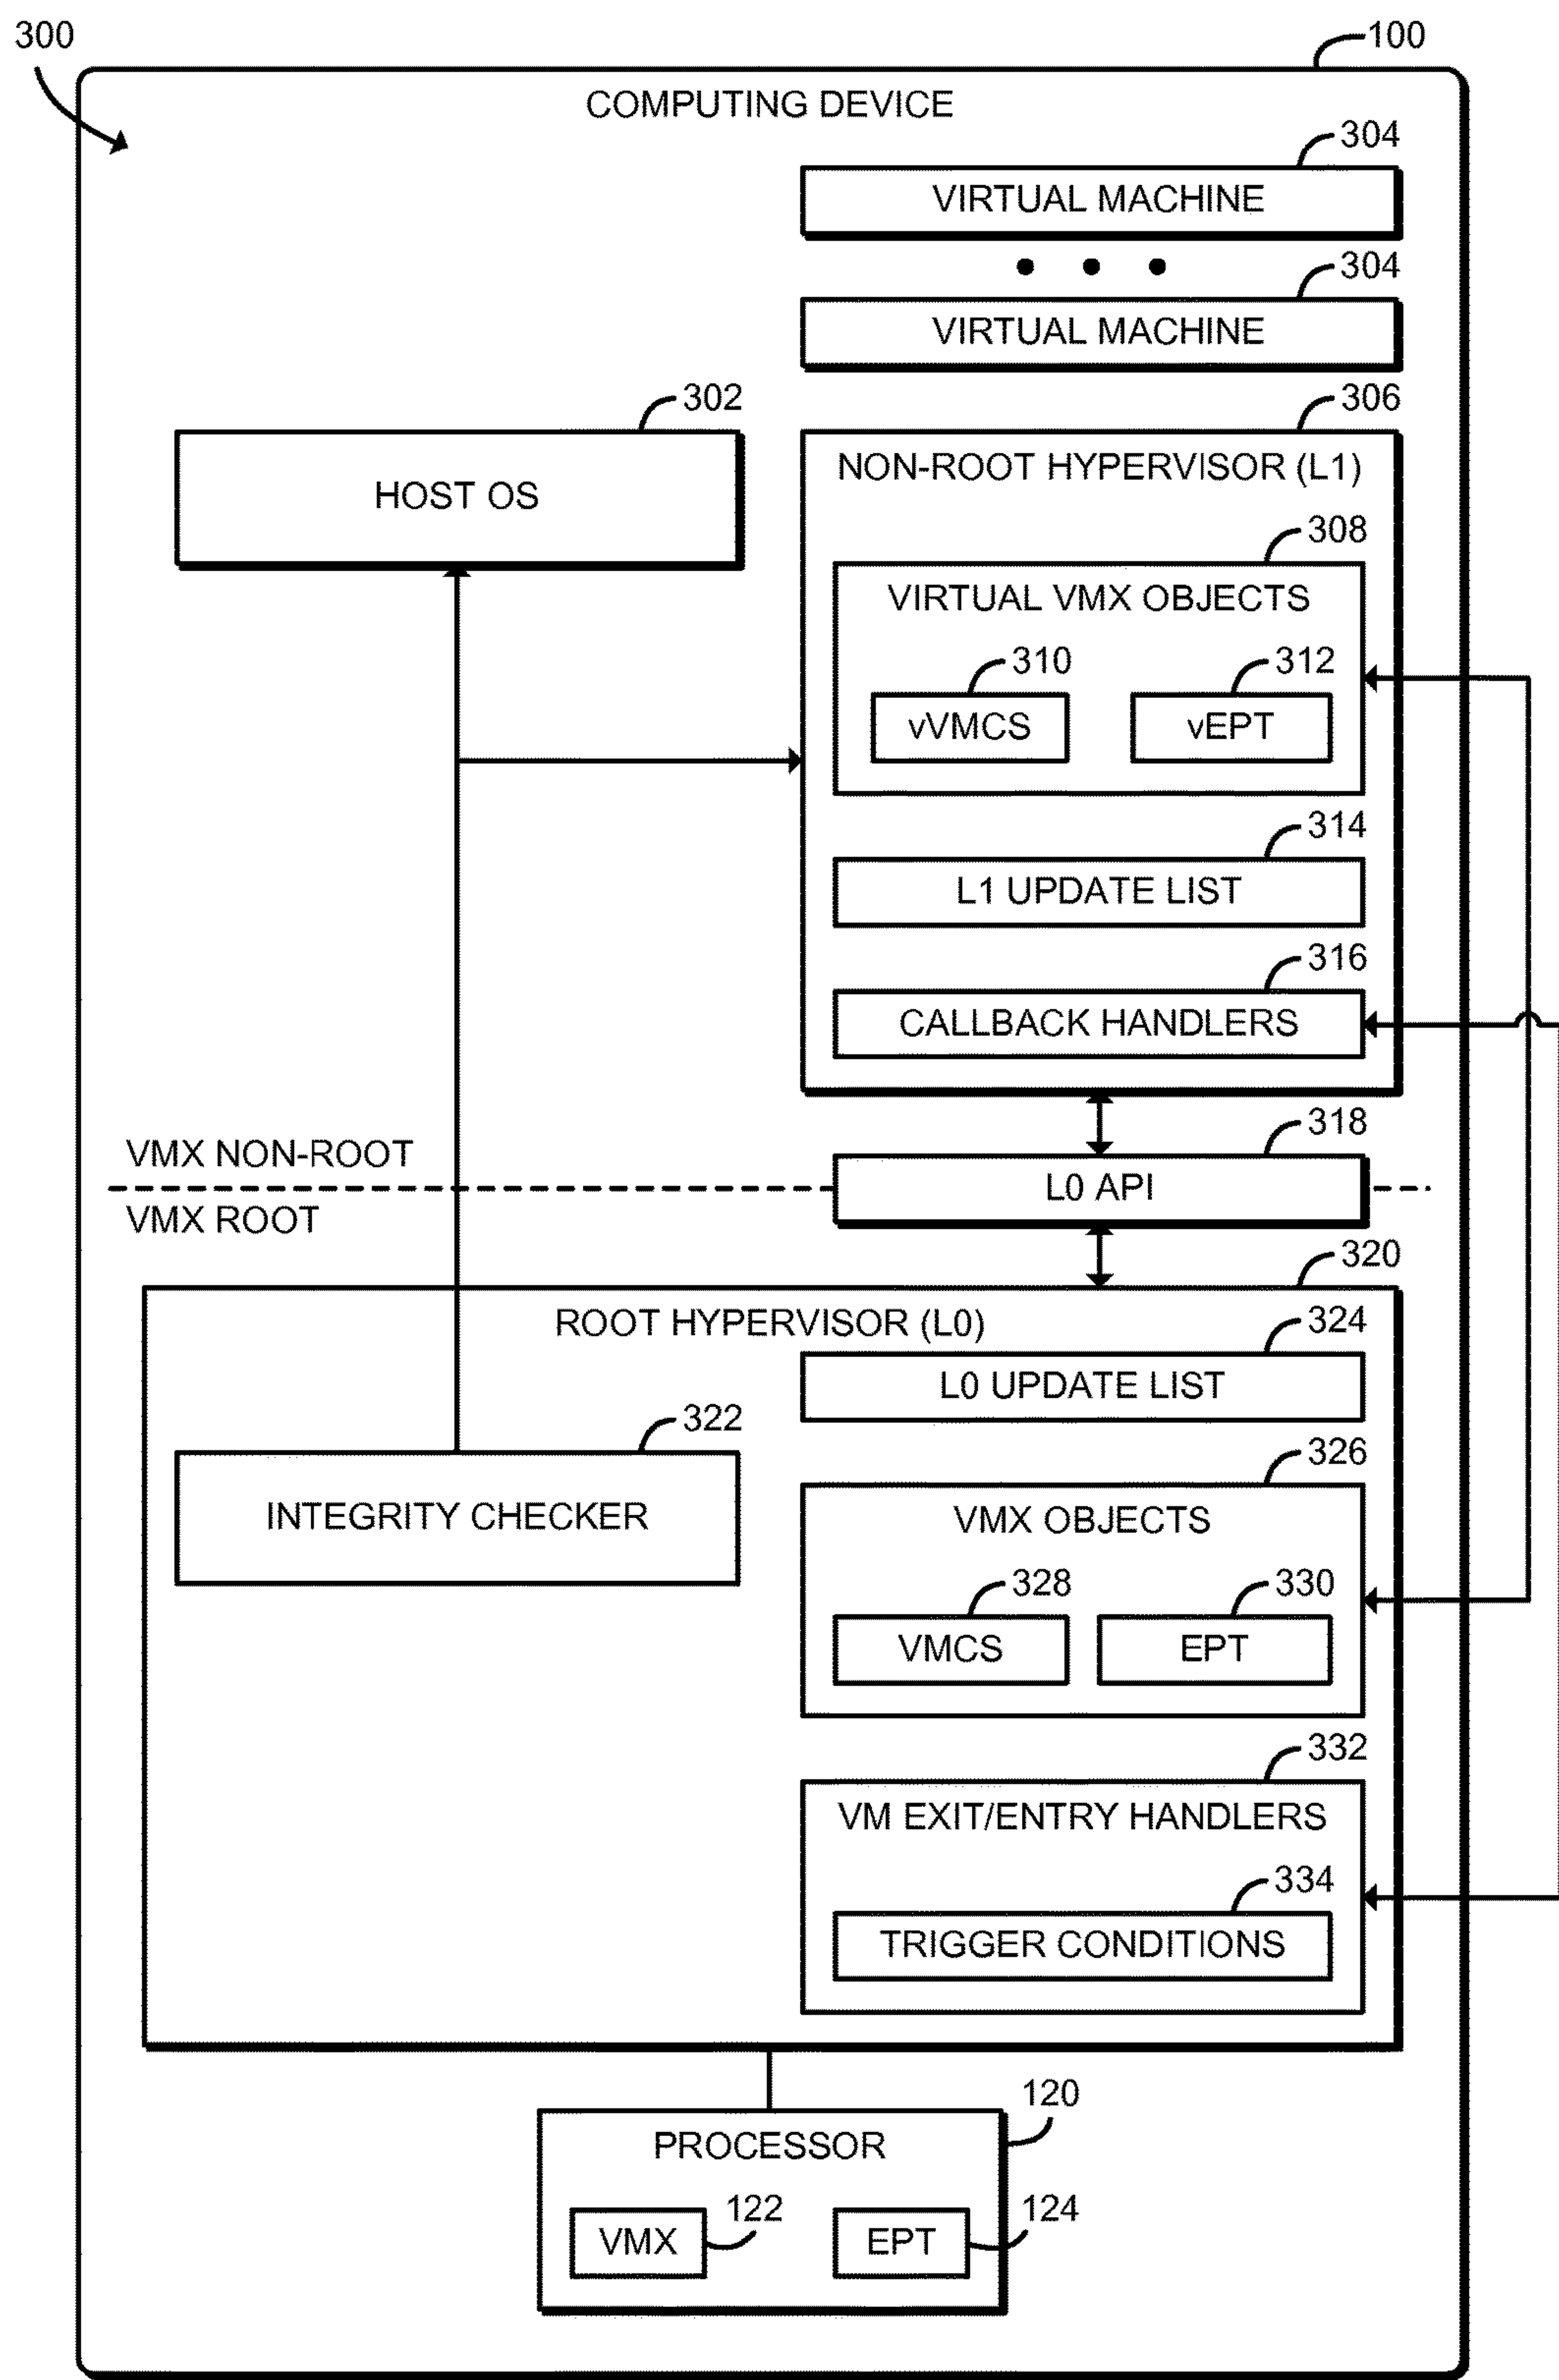 300
100
COMPUTING DEVICE
304
VIRTUAL MACHINE
304
VIRTUAL MACHINE
302
HOST OS
306
NON-ROOT HYPERVISOR (L1)
308
VIRTUAL VMX OBJECTS
310
vVMCS
312
vEPT
314
L1 UPDATE LIST
316
CALLBACK HANDLERS
VMX NON-ROOT
VMX ROOT
318
L0 API
320
ROOT HYPERVISOR (L0)
324
L0 UPDATE LIST
322
INTEGRITY CHECKER
326
VMX OBJECTS
328
VMCS
330
EPT
332
VM EXIT/ENTRY HANDLERS
334
TRIGGER CONDITIONS
120
PROCESSOR
122
VMX
124
EPT